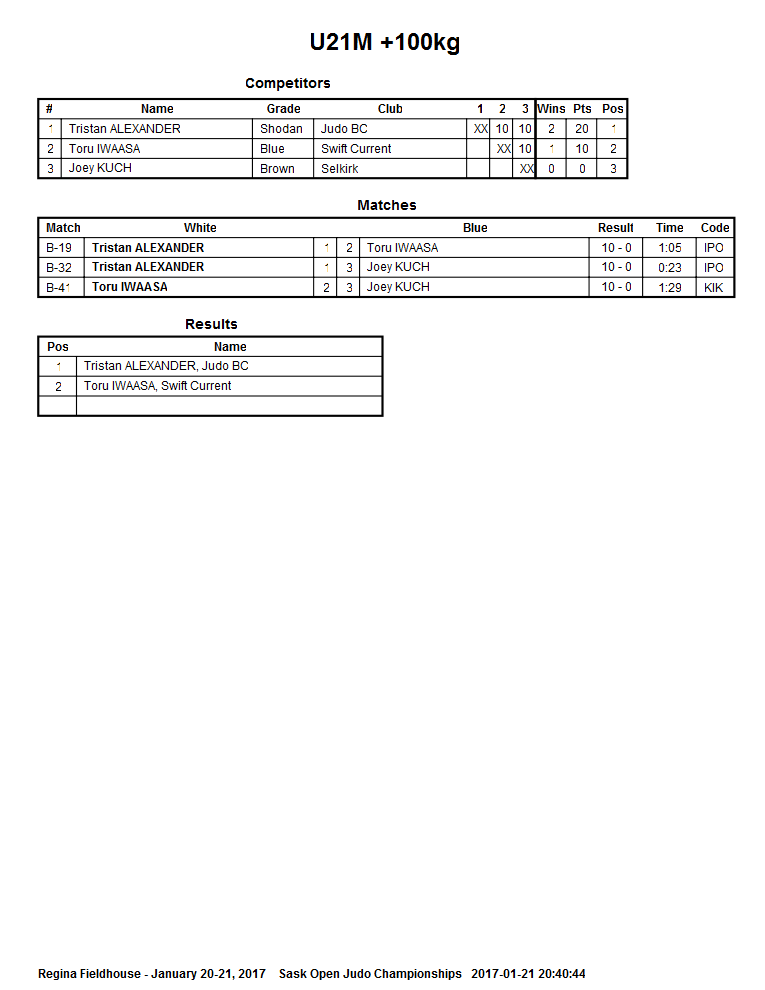 U21M +100kg
Competitors
# Name Grade Club 1 2 3 Wins Pts Pos
1 Tristan ALEXANDER Shodan Judo BC XX 10 10 2 20 1
2 Toru IWAASA Blue Swift Current XX 10 1 10 2
3 Joey KUCH Brown Selkirk XX 0 0 3
Matches
Match White Blue Result Time Code
B-19 Tristan ALEXANDER 1 2 Toru IWAASA 10 - 0 1:05 IPO
B-32 Tristan ALEXANDER 1 3 Joey KUCH 10 - 0 0:23 IPO
B-41 Toru IWAASA 2 3 Joey KUCH 10 - 0 1:29 KIK
Results
Pos Name
1 Tristan ALEXANDER, Judo BC
2 Toru IWAASA, Swift Current
Regina Fieldhouse - January 20-21, 2017 Sask Open Judo Championships 2017-01-21 20:40:44